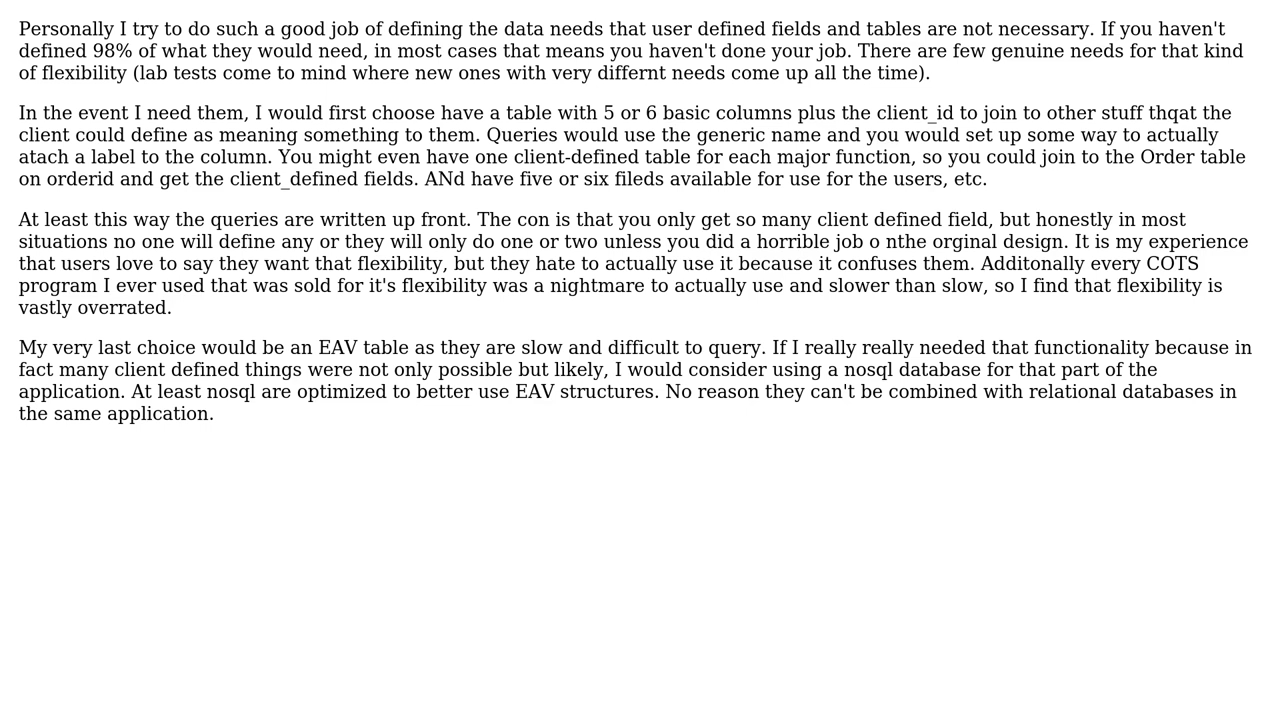 Personally I try to do such a good job of defining the data needs that user defined fields and tables are not necessary. If you haven't
defined 98% of what they would need, in most cases that means you haven't done your job. There are few genuine needs for that kind
of flexibility (lab tests come to mind where new ones with very differnt needs come up all the time).
In the event I need them, I would first choose have a table with 5 or 6 basic columns plus the client_id to join to other stuff thqat the
client could define as meaning something to them. Queries would use the generic name and you would set up some way to actually
atach a label to the column. You might even have one client-defined table for each major function, so you could join to the Order table
on orderid and get the client_defined fields. ANd have five or six fileds available for use for the users, etc.
At least this way the queries are written up front. The con is that you only get so many client defined field, but honestly in most
situations no one will define any or they will only do one or two unless you did a horrible job o nthe orginal design. It is my experience
that users love to say they want that flexibility, but they hate to actually use it because it confuses them. Additonally every COTS
program I ever used that was sold for it's flexibility was a nightmare to actually use and slower than slow, so I find that flexibility is
vastly overrated.
My very last choice would be an EAV table as they are slow and difficult to query. If I really really needed that functionality because in
fact many client defined things were not only possible but likely, I would consider using a nosql database for that part of the
application. At least nosql are optimized to better use EAV structures. No reason they can't be combined with relational databases in
the same application.